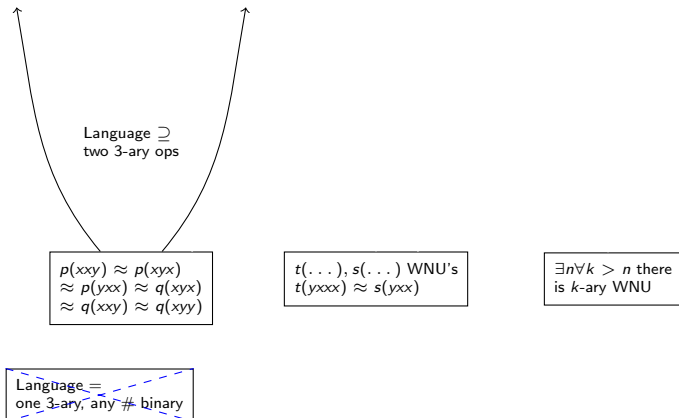 Language ⊇
two 3-ary ops
p(xxy) ≈ p(xyx)
≈ p(yxx) ≈ q(xyx)
≈ q(xxy) ≈ q(xyy)
t(...), s(...) WNU's
t(yxxx) ≈ s(yxx)
∃n∀k > n there
is k-ary WNU
Language =
one 3-ary, any # binary